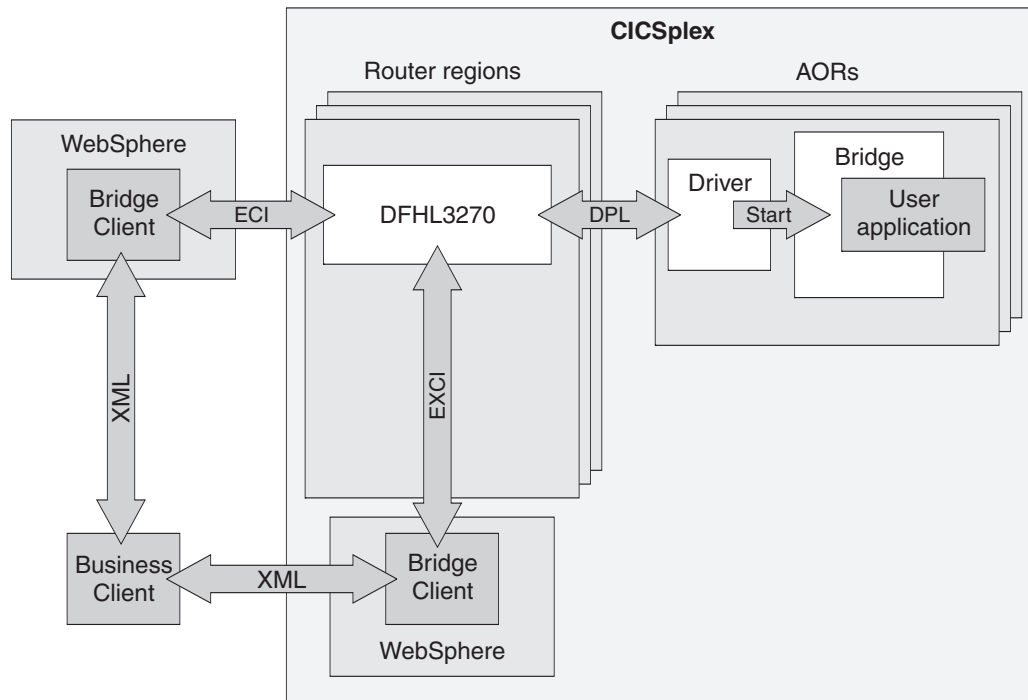 CICSplex
Router regions
AORs
WebSphere
Bridge
Client
ECI
DFHL3270
DPL
Driver
Start
Bridge
User
application
XML
EXCI
Business
Client
XML
Bridge
Client
WebSphere